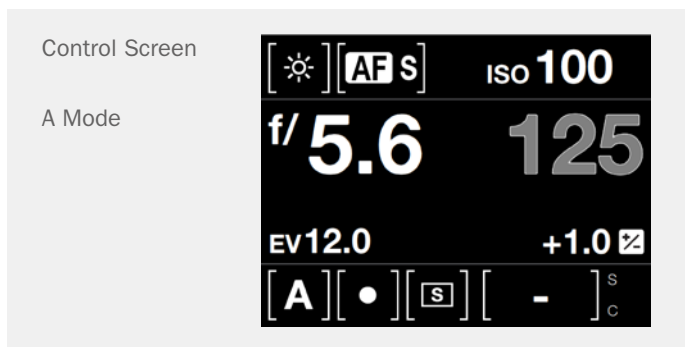 Control Screen
A Mode
[ ☼ ][ AF S ] ISO 100
f/5.6 125
EV12.0 +1.0
[ A ][ • ][ S ][ - ] S
C